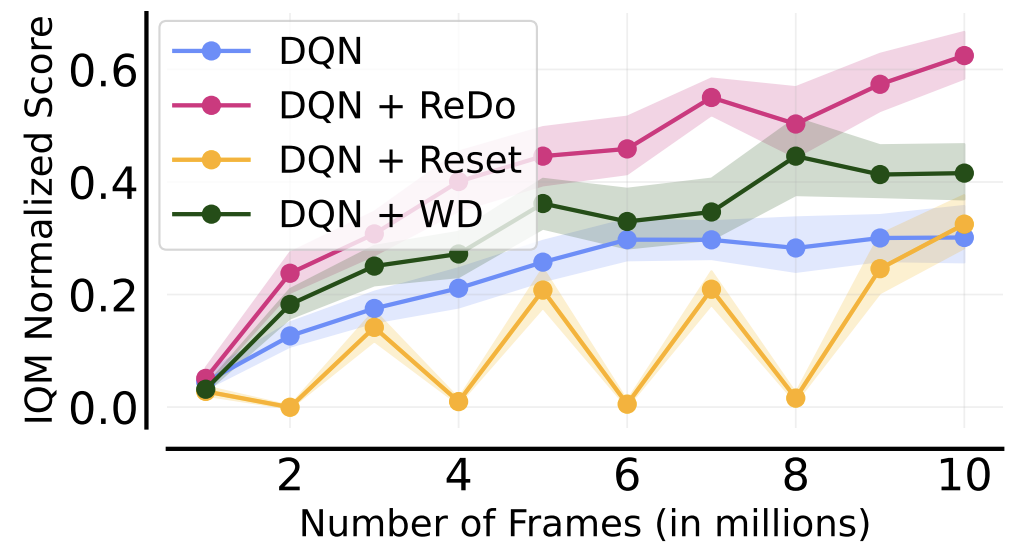 IQM Normalized Score
0.6
0.4
0.2
0.0
DQN
DQN + ReDo
DQN + Reset
DQN + WD
2 4 6 8 10
Number of Frames (in millions)